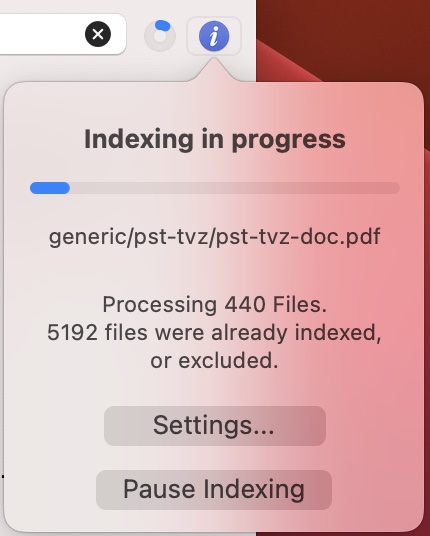 Indexing in progress
generic/pst-tvz/pst-tvz-doc.pdf
Processing 440 Files.
5192 files were already indexed,
or excluded.
Settings...
Pause Indexing